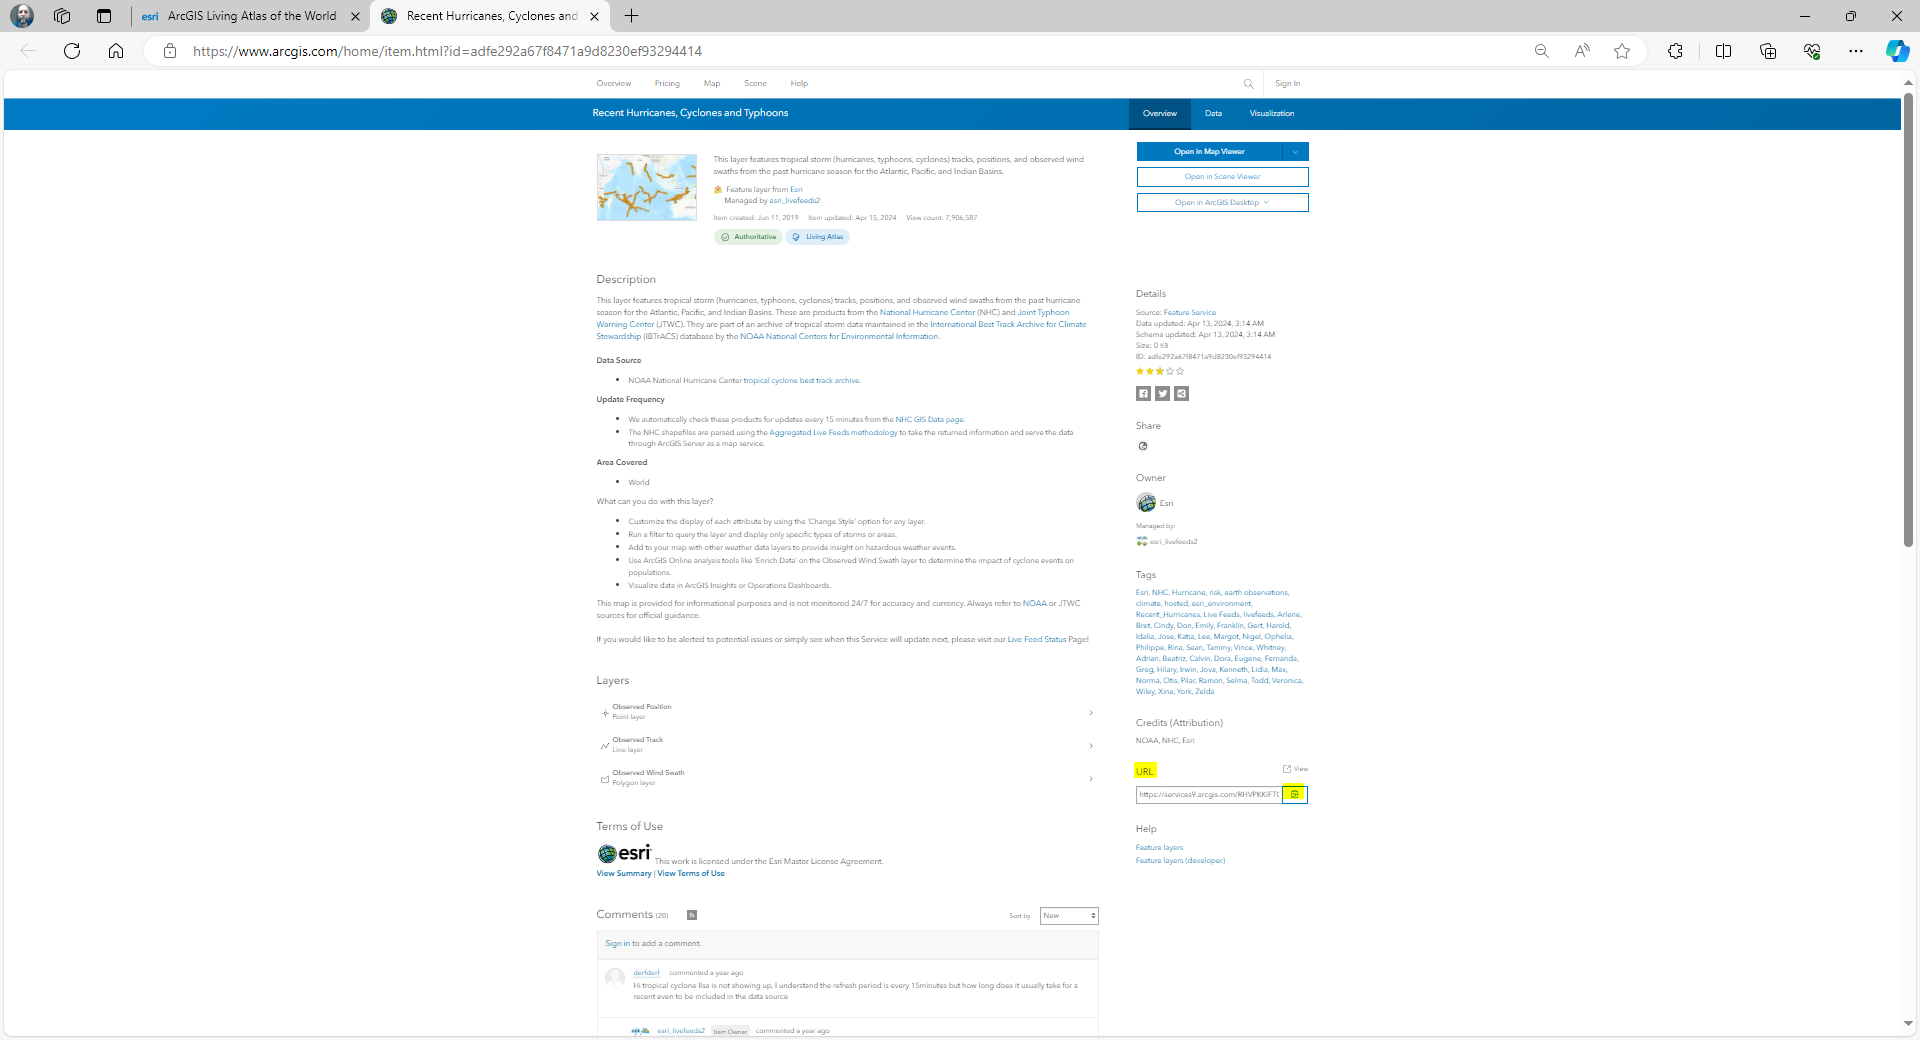 esri ArcGIS Living Atlas of the World
Recent Hurricanes, Cyclones and
https://www.arcgis.com/home/item.html?id=adfe292a67f8471a9d8230ef93294414
Overview Pricing Map Scene Help
Sign In
Recent Hurricanes, Cyclones and Typhoons
Overview Data Visualization
This layer features tropical storm (hurricanes, typhoons, cyclones) tracks, positions, and observed wind
swaths from the past hurricane season for the Atlantic, Pacific, and Indian Basins.
Feature layer from Esri
Managed by esri_livefeeds2
Item created: Jun 11, 2019 Item updated: Apr 15, 2024 View count: 7,906,587
Authoritative Living Atlas
Open in Map Viewer
Open in Scene Viewer
Open in ArcGIS Desktop
Description
This layer features tropical storm (hurricanes, typhoons, cyclones) tracks, positions, and observed wind swaths from the past hurricane
season for the Atlantic, Pacific, and Indian Basins. These are products from the National Hurricane Center (NHC) and Joint Typhoon
Warning Center (JTWC). They are part of an archive of tropical storm data maintained in the International Best Track Archive for Climate
Stewardship (IBTrACS) database by the NOAA National Centers for Environmental Information.
Data Source
NOAA National Hurricane Center tropical cyclone best track archive.
Update Frequency
We automatically check these products for updates every 15 minutes from the NHC GIS Data page.
The NHC shapefiles are parsed using the Aggregated Live Feeds methodology to take the returned information and serve the data
through ArcGIS Server as a map service.
Area Covered
World
What can you do with this layer?
Customize the display of each attribute by using the 'Change Style' option for any layer.
Run a filter to query the layer and display only specific types of storms or areas.
Add to your map with other weather data layers to provide insight on hazardous weather events.
Use ArcGIS Online analysis tools like 'Enrich Data' on the Observed Wind Swath layer to determine the impact of cyclone events on
populations.
Visualize data in ArcGIS Insights or Operations Dashboards.
This map is provided for informational purposes and is not monitored 24/7 for accuracy and currency. Always refer to NOAA or JTWC
sources for official guidance.
If you would like to be alerted to potential issues or simply see when this Service will update next, please visit our Live Feed Status Page!
Layers
Observed Position
Point layer
Observed Track
Line layer
Observed Wind Swath
Polygon layer
Terms of Use
esri This work is licensed under the Esri Master License Agreement.
View Summary | View Terms of Use
Comments (20)
Sort by New
Sign in to add a comment.
derfderf commented a year ago
Hi tropical cyclone Ilsa is not showing up, I understand the refresh period is every 15minutes but how long does it usually take for a
recent even to be included in the data source
esri_livefeeds2 Item Owner commented a year ago
Details
Source: Feature Service
Data updated: Apr 13, 2024, 3:14 AM
Schema updated: Apr 13, 2024, 3:14 AM
Size: 0 KB
ID: adfe292a67f8471a9d8230ef93294414
Share
Owner
Esri
Managed by:
esri_livefeeds2
Tags
Esri, NHC, Hurricane, risk, earth observations,
climate, hosted, esri_environment,
Recent_Hurricanes, Live Feeds, livefeeds, Arlene,
Bret, Cindy, Don, Emily, Franklin, Gert, Harold,
Idalia, Jose, Katia, Lee, Margot, Nigel, Ophelia,
Philippe, Rina, Sean, Tammy, Vince, Whitney,
Adrian, Beatriz, Calvin, Dora, Eugene, Fernanda,
Greg, Hilary, Irwin, Jova, Kenneth, Lidia, Max,
Norma, Otis, Pilar, Ramon, Selma, Todd, Veronica,
Wiley, Xina, York, Zelda
Credits (Attribution)
NOAA, NHC, Esri
URL
View
https://services9.arcgis.com/RHVPKKiFT
Help
Feature layers
Feature layers (developer)